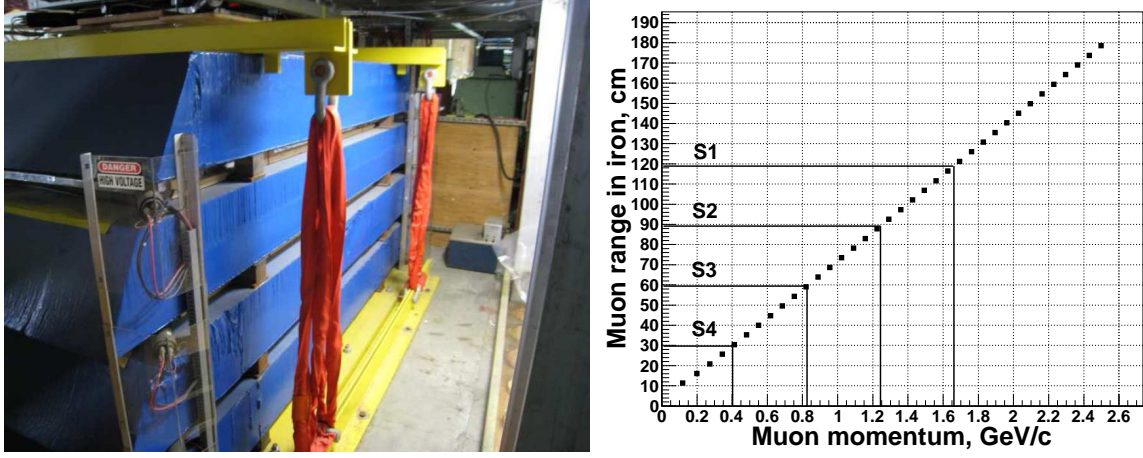 DANGER
HIGH VOLTAGE
Muon range in iron, cm
190
180
170
160
150
140
130
120
110
100
90
80
70
60
50
40
30
20
10
0
S1
S2
S3
S4
0 0.2 0.4 0.6 0.8 1 1.2 1.4 1.6 1.8 2 2.2 2.4 2.6
Muon momentum, GeV/c